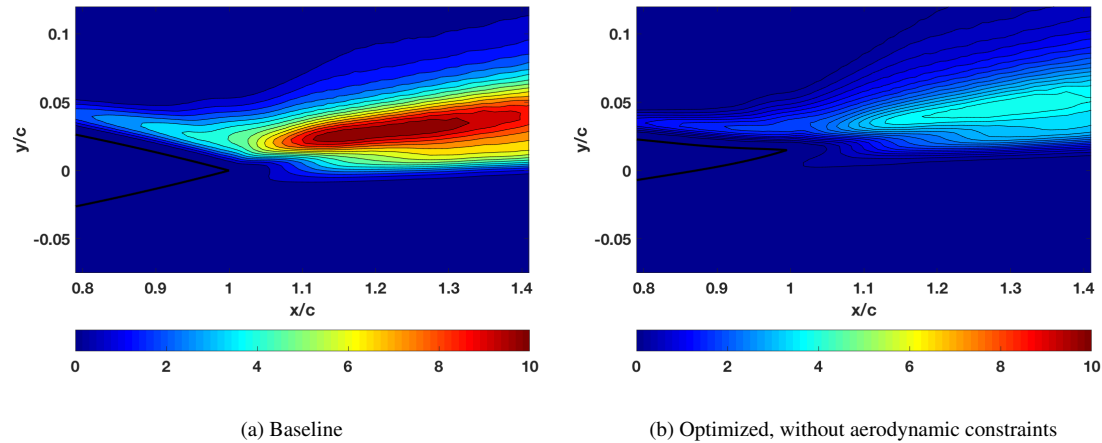 0.1
0.05
0
-0.05
y/c
0.8 0.9 1 1.1 1.2 1.3 1.4
x/c
0 2 4 6 8 10
(a) Baseline
0.1
0.05
0
-0.05
y/c
0.8 0.9 1 1.1 1.2 1.3 1.4
x/c
0 2 4 6 8 10
(b) Optimized, without aerodynamic constraints